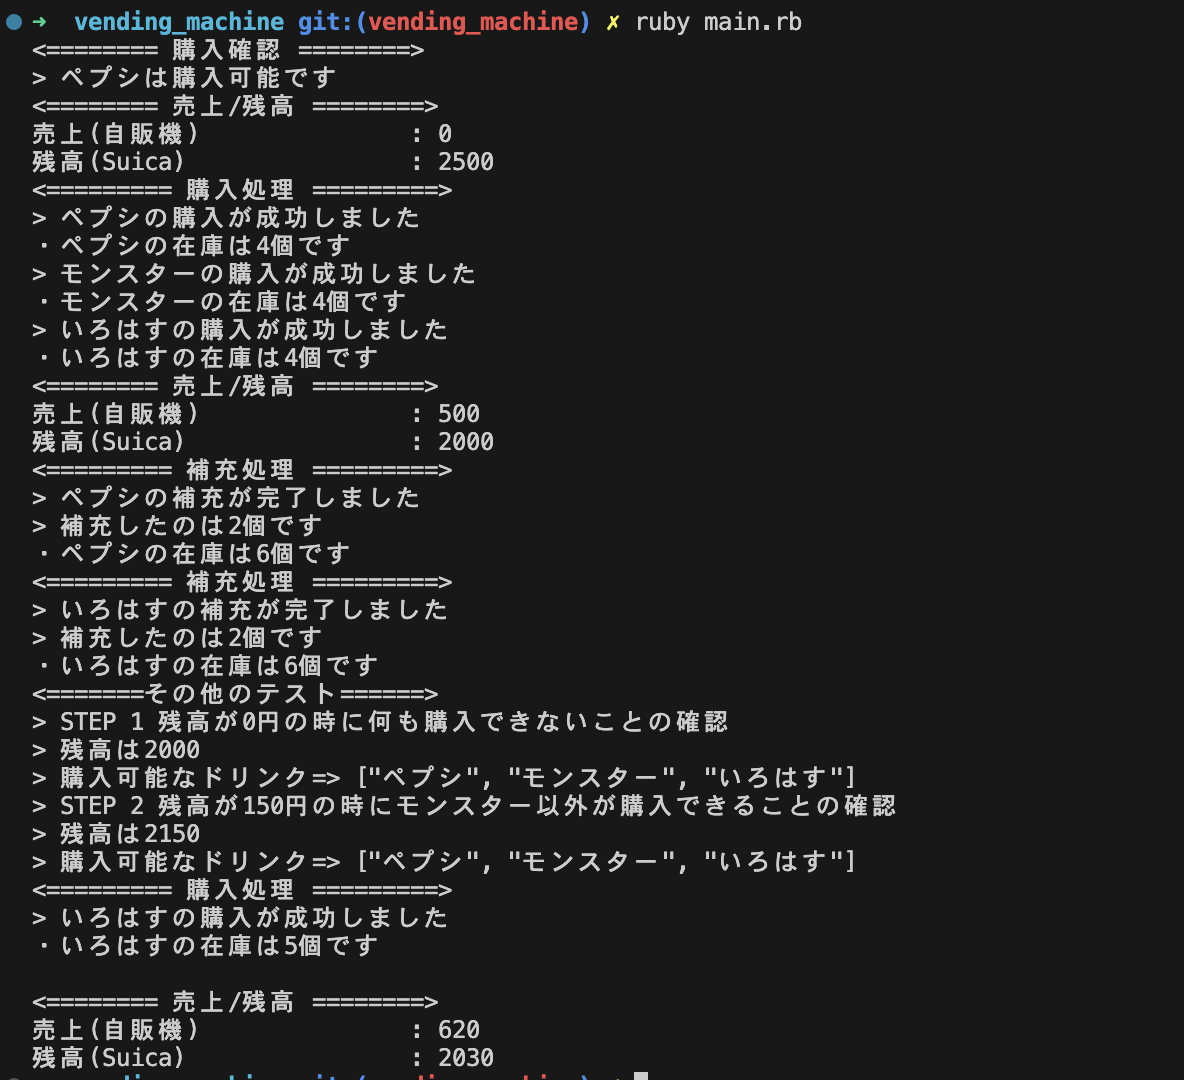 ➜ vending_machine git:(vending_machine) ✗ ruby main.rb
<======== 購入確認 ========>
> ペプシは購入可能です
<======== 売上/残高 ========>
売上(自販機) : 0
残高(Suica) : 2500
<========= 購入処理 =========>
> ペプシの購入が成功しました
・ペプシの在庫は4個です
> モンスターの購入が成功しました
・モンスターの在庫は4個です
> いろはすの購入が成功しました
・いろはすの在庫は4個です
<======== 売上/残高 ========>
売上(自販機) : 500
残高(Suica) : 2000
<========= 補充処理 =========>
> ペプシの補充が完了しました
> 補充したのは2個です
・ペプシの在庫は6個です
<========= 補充処理 =========>
> いろはすの補充が完了しました
> 補充したのは2個です
・いろはすの在庫は6個です
<=======その他のテスト======>
> STEP 1 残高が0円の時に何も購入できないことの確認
> 残高は2000
> 購入可能なドリンク=> ["ペプシ", "モンスター", "いろはす"]
> STEP 2 残高が150円の時にモンスター以外が購入できることの確認
> 残高は2150
> 購入可能なドリンク=> ["ペプシ", "モンスター", "いろはす"]
<========= 購入処理 =========>
> いろはすの購入が成功しました
・いろはすの在庫は5個です
<======== 売上/残高 ========>
売上(自販機) : 620
残高(Suica) : 2030